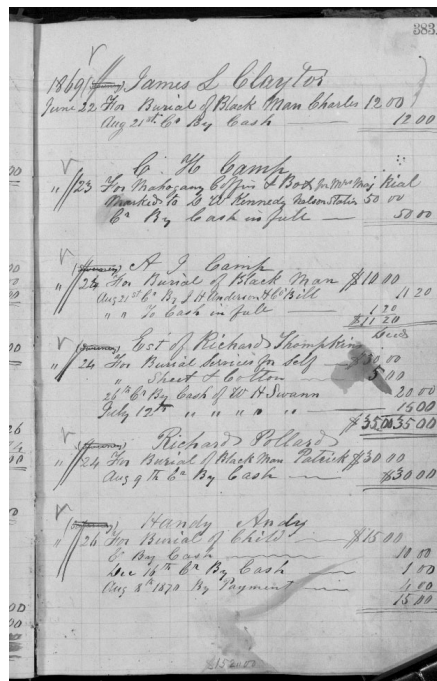 383
1869 James L Clayton
June 22 For Burial of Black Man Charles 12 00
Aug 21st Cr By Cash 12 00
C. H. Camp
" 23 For Mahogany Coffin & Box for Mrs Maj Rial
marked to D W Kennedy Nelson Station 50 00
Cr By Cash in full 50 00
A J Camp
" 24 For Burial of Black Man $10 00
Aug 21st Cr By J H Anderson & Co Bill 11 20
" " To Cash in full 1 20
$11 20
Est of Richard Thompkins
" 24 For Burial Services for Self $30 00
" Sheet & Cotton 5 00
26th Cr By Cash of W H Swann 20 00
July 12th " " " " " 15 00
$35 00 35 00
Richard Pollard
" 24 For Burial of Black Man Patrick $30 00
Aug 9th Cr By Cash $30 00
Handy Andy
" 26 For Burial of Child $15 00
Cr By Cash 10 00
Dec 16th Cr By Cash 1 00
Aug 8th 1870 By Payment 4 00
15 00